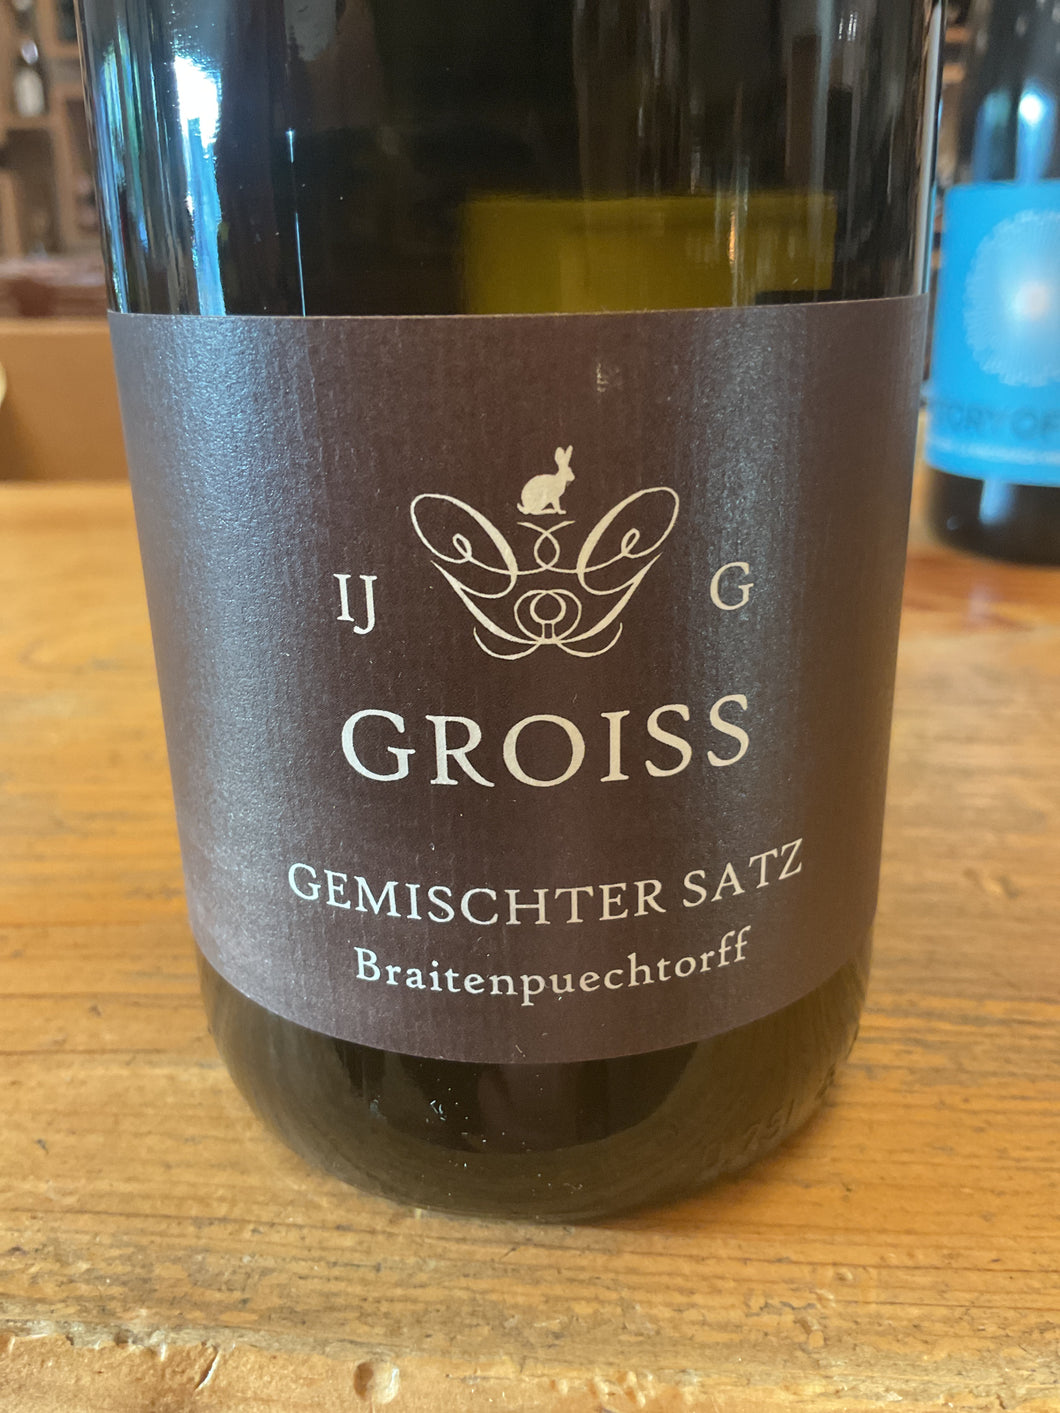 IJ G
GROISS
GEMISCHTER SATZ
Braitenpuechtorff